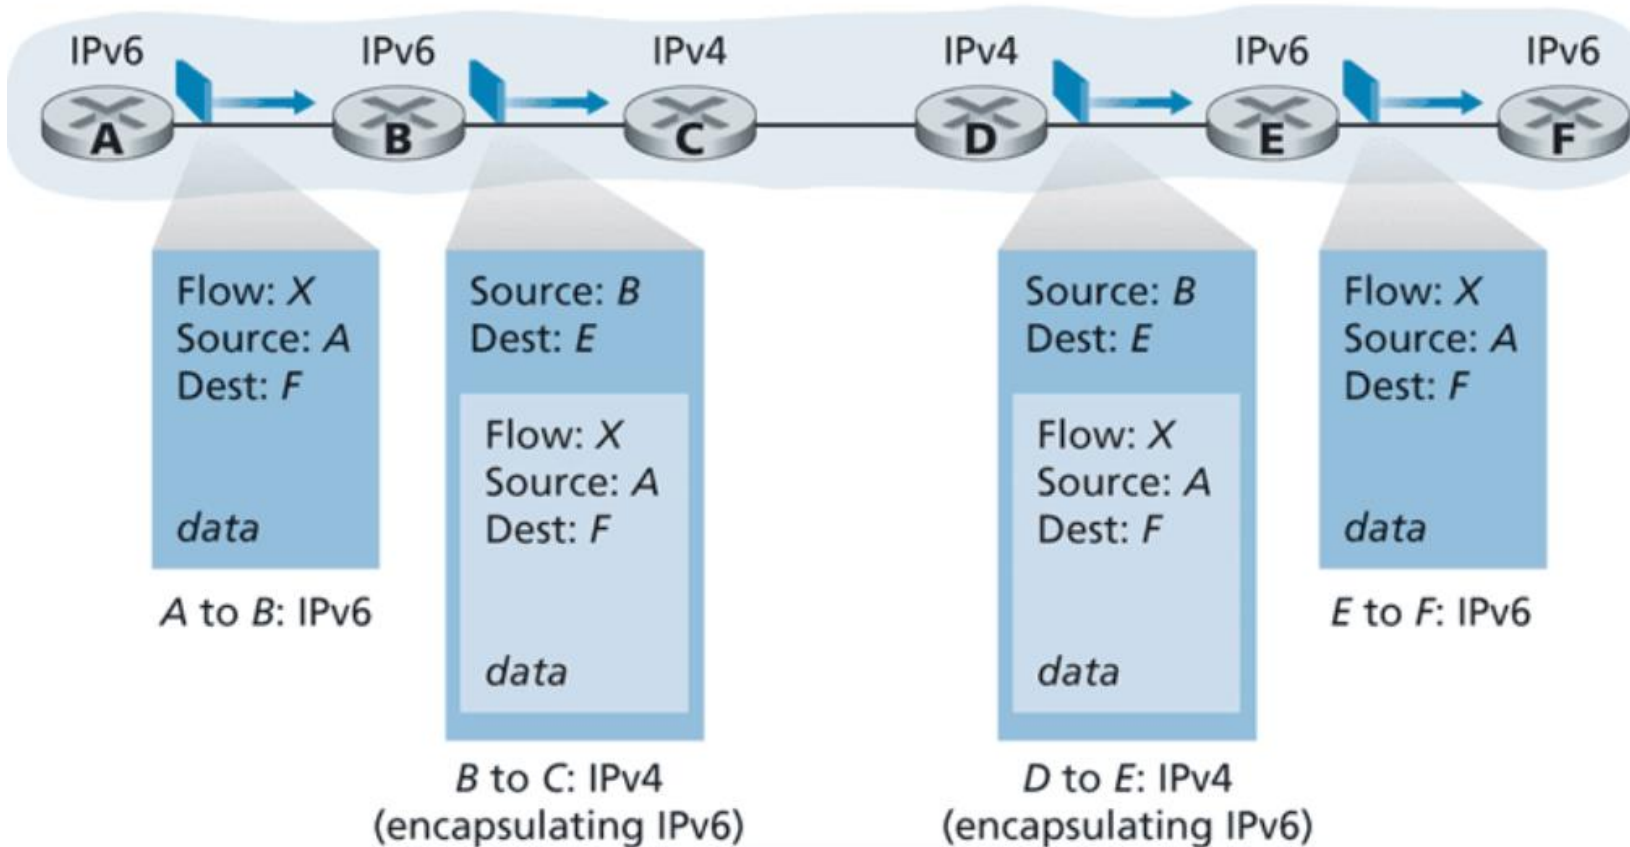 IPv6
IPv6
IPv4
IPv4
IPv6
IPv6
A
B
C
D
E
F
Flow: X
Source: A
Dest: F
data
A to B: IPv6
Source: B
Dest: E
Flow: X
Source: A
Dest: F
data
B to C: IPv4
(encapsulating IPv6)
Source: B
Dest: E
Flow: X
Source: A
Dest: F
data
D to E: IPv4
(encapsulating IPv6)
Flow: X
Source: A
Dest: F
data
E to F: IPv6